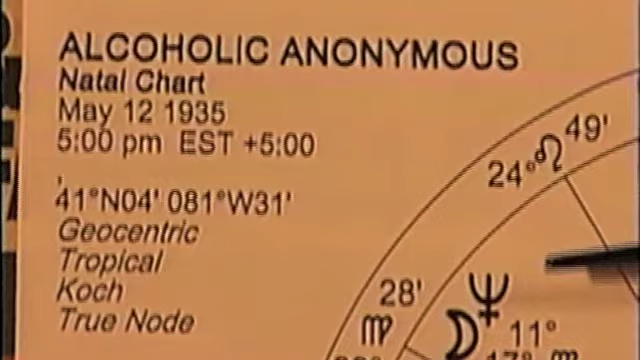 ALCOHOLIC ANONYMOUS
Natal Chart
May 12 1935
5:00 pm EST +5:00
,
41°N04' 081°W31'
Geocentric
Tropical
Koch
True Node
24° ♌ 49'
28'
♍
♆
☽ 11°
17° ♍